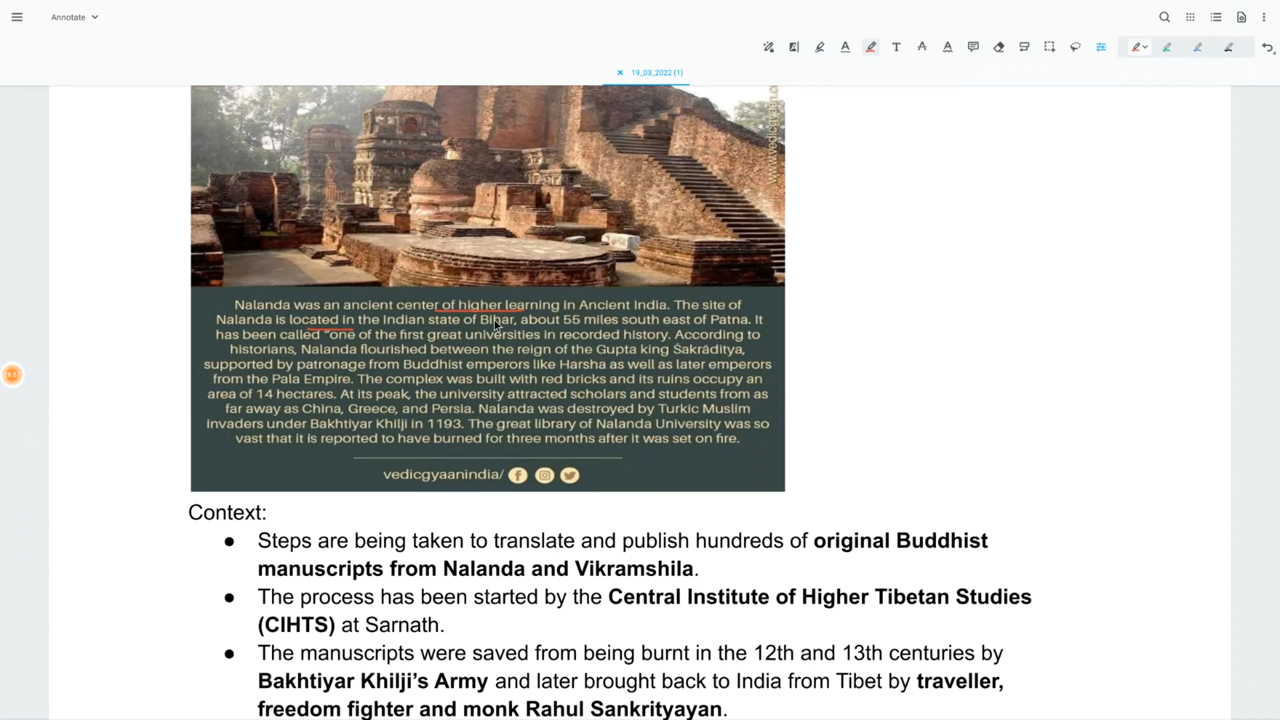 Annotate
19_03_2022 (1)
Nalanda was an ancient center of higher learning in Ancient India. The site of
Nalanda is located in the Indian state of Bihar, about 55 miles south east of Patna. It
has been called “one of the first great universities in recorded history. According to
historians, Nalanda flourished between the reign of the Gupta king Śakrāditya,
supported by patronage from Buddhist emperors like Harsha as well as later emperors
from the Pala Empire. The complex was built with red bricks and its ruins occupy an
area of 14 hectares. At its peak, the university attracted scholars and students from as
far away as China, Greece, and Persia. Nalanda was destroyed by Turkic Muslim
invaders under Bakhtiyar Khilji in 1193. The great library of Nalanda University was so
vast that it is reported to have burned for three months after it was set on fire.
vedicgyaanindia/
Context:
● Steps are being taken to translate and publish hundreds of original Buddhist
manuscripts from Nalanda and Vikramshila.
● The process has been started by the Central Institute of Higher Tibetan Studies
(CIHTS) at Sarnath.
● The manuscripts were saved from being burnt in the 12th and 13th centuries by
Bakhtiyar Khilji’s Army and later brought back to India from Tibet by traveller,
freedom fighter and monk Rahul Sankrityayan.